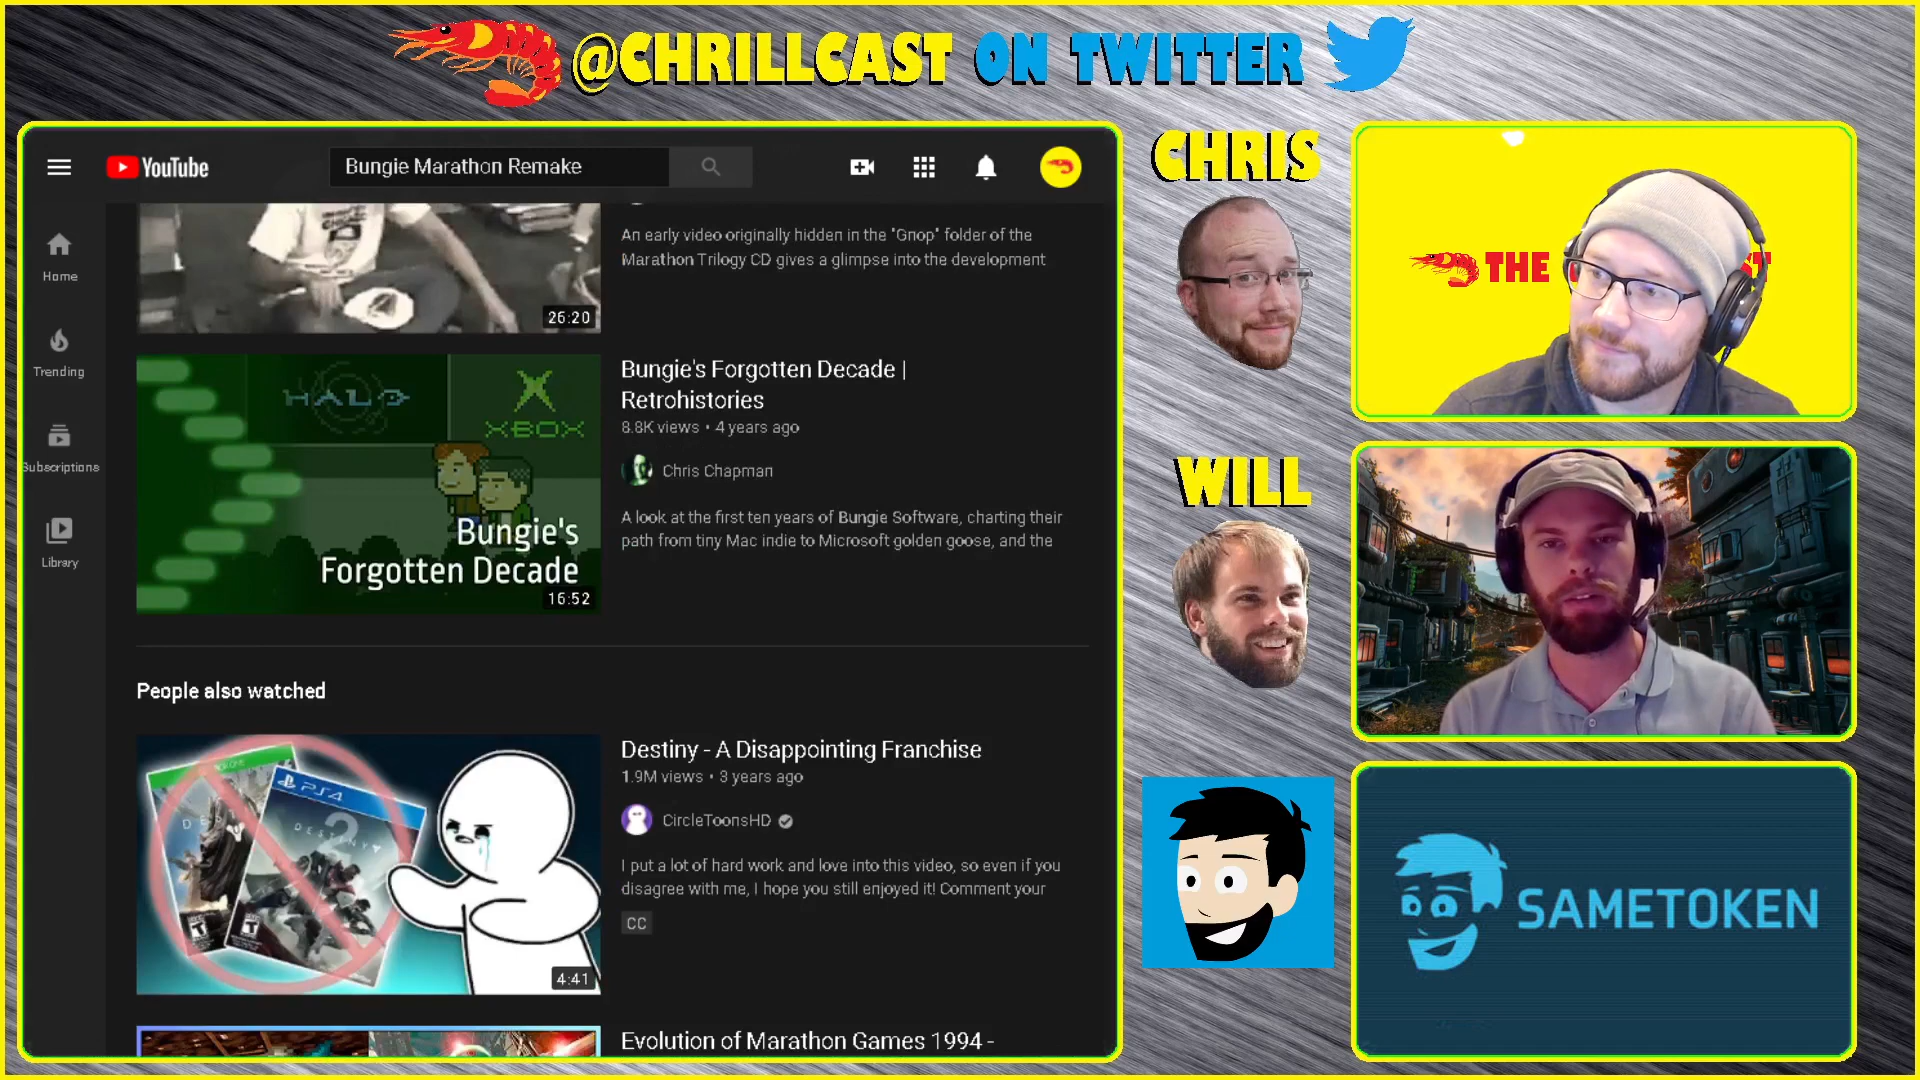 @CHRILLCAST ON TWITTER
YouTube
Bungie Marathon Remake
Home
Trending
Subscriptions
Library
An early video originally hidden in the "Gnop" folder of the
Marathon Trilogy CD gives a glimpse into the development
26:20
HALO
XBOX
Bungie's
Forgotten Decade
16:52
Bungie's Forgotten Decade |
Retrohistories
8.8K views • 4 years ago
Chris Chapman
A look at the first ten years of Bungie Software, charting their
path from tiny Mac indie to Microsoft golden goose, and the
People also watched
PS4
DESTINY
2
4:41
Destiny - A Disappointing Franchise
1.9M views • 3 years ago
CircleToonsHD
I put a lot of hard work and love into this video, so even if you
disagree with me, I hope you still enjoyed it! Comment your
CC
Evolution of Marathon Games 1994 -
CHRIS
THE
WILL
SAMETOKEN